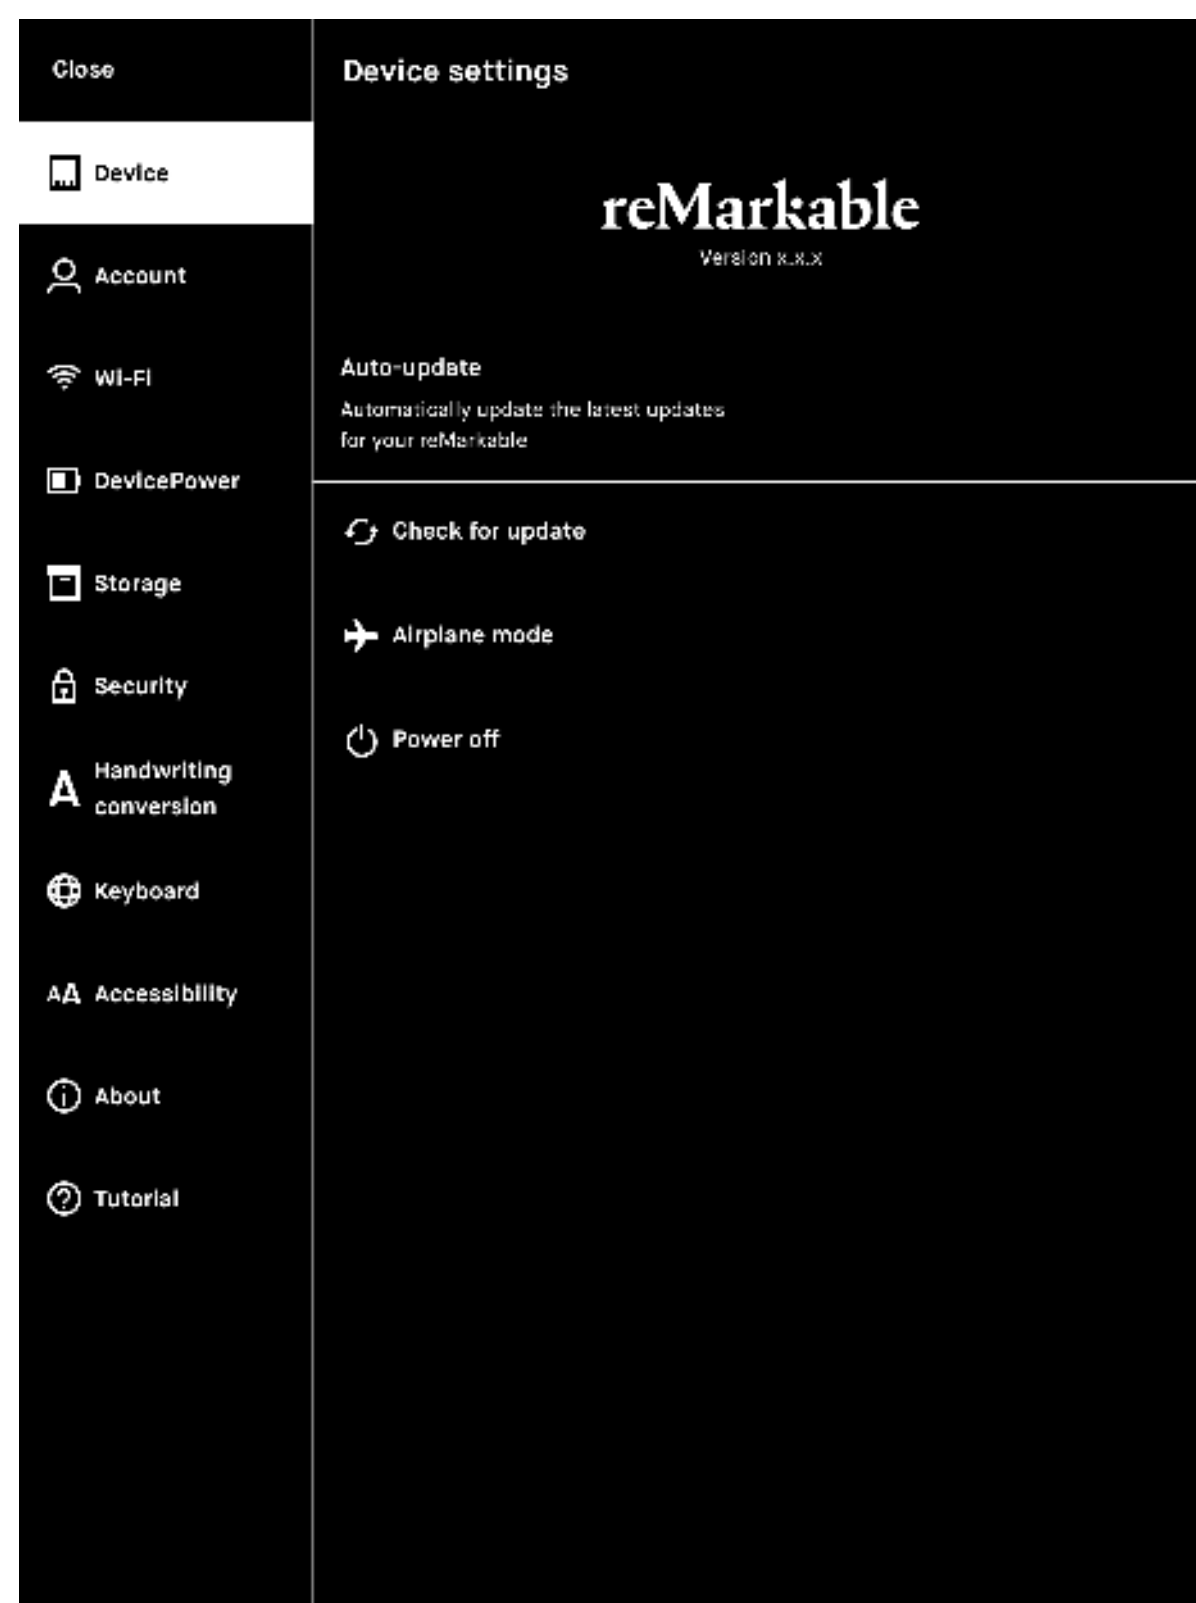 Close
Device settings
Device
reMarkable
Version x.x.x
Account
Wi-Fi
Auto-update
Automatically update the latest updates
for your reMarkable
DevicePower
Check for update
Storage
Airplane mode
Security
Power off
Handwriting
conversion
Keyboard
AA Accessibility
About
Tutorial